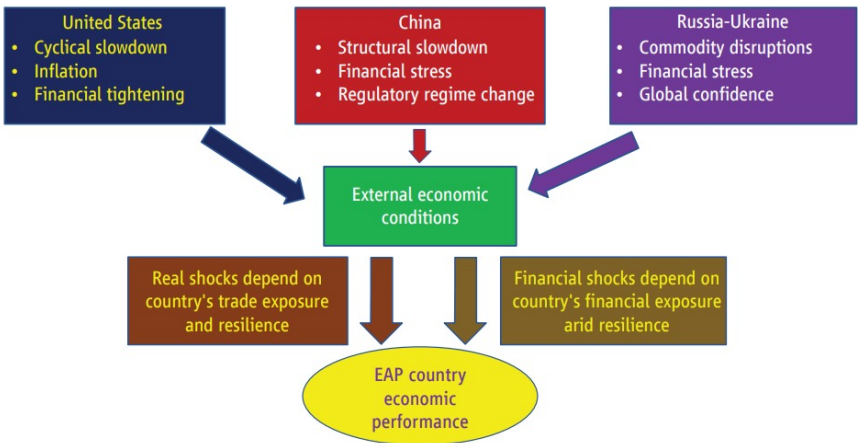 United States
• Cyclical slowdown
• Inflation
• Financial tightening
China
• Structural slowdown
• Financial stress
• Regulatory regime change
Russia-Ukraine
• Commodity disruptions
• Financial stress
• Global confidence
External economic
conditions
Real shocks depend on
country's trade exposure
and resilience
Financial shocks depend on
country's financial exposure
arid resilience
EAP country
economic
performance